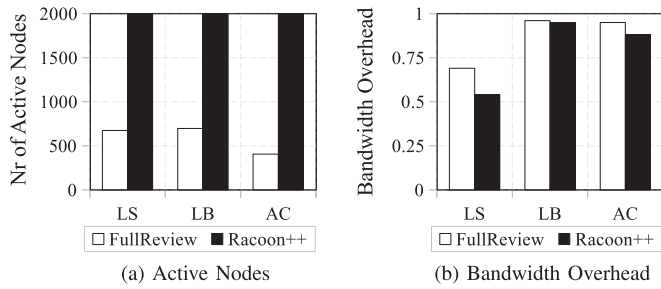 Nr of Active Nodes
2000
1500
1000
500
0
LS LB AC
FullReview Racoon++
(a) Active Nodes
Bandwidth Overhead
1
0.75
0.5
0.25
0
LS LB AC
FullReview Racoon++
(b) Bandwidth Overhead